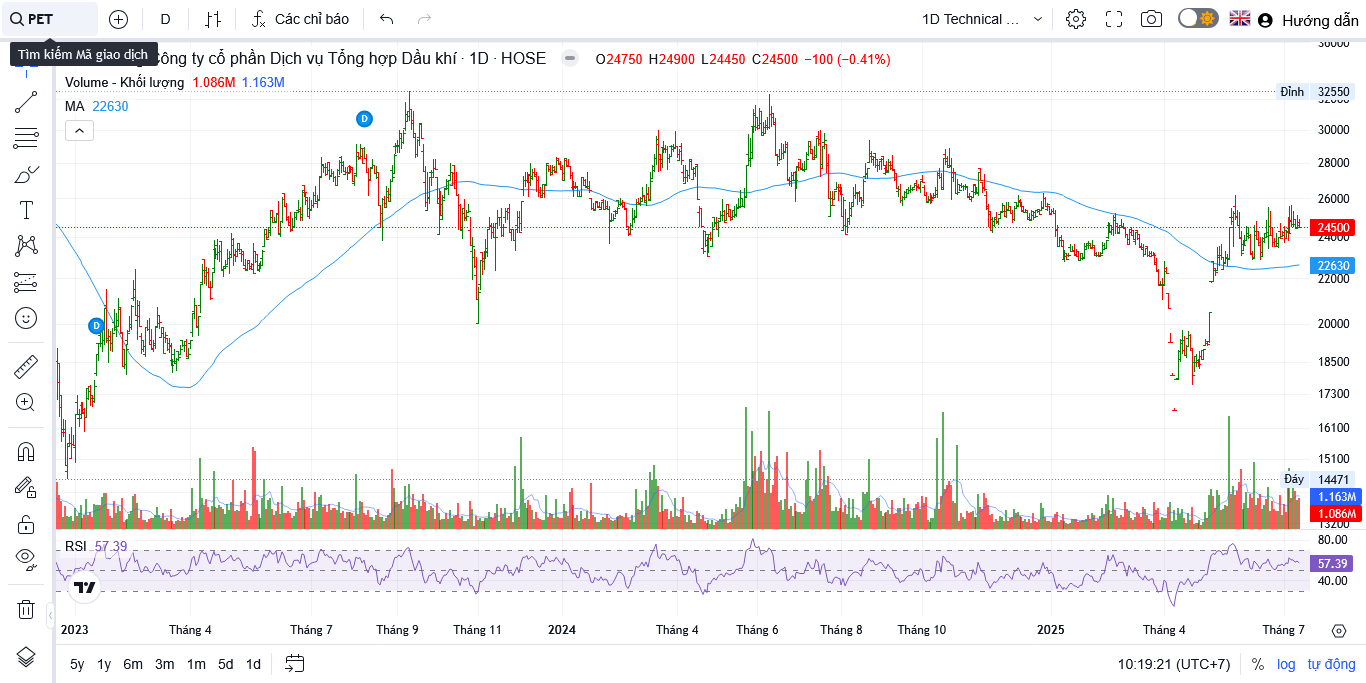 PET
D
Các chỉ báo
1D Technical ...
Hướng dẫn
Tìm kiếm Mã giao dịch
Công ty cổ phần Dịch vụ Tổng hợp Dầu khí · 1D · HOSE
O24750 H24900 L24450 C24500 −100 (−0.41%)
Volume - Khối lượng 1.086M 1.163M
MA 22630
D
D
36000
Đỉnh 32550
32000
30000
28000
26000
24500
24000
22630
22000
20000
18500
17300
16100
15100
Đáy 14471
1.163M
1.086M
13200
RSI 57.39
80.00
57.39
40.00
2023 Tháng 4 Tháng 7 Tháng 9 Tháng 11 2024 Tháng 4 Tháng 6 Tháng 8 Tháng 10 2025 Tháng 4 Tháng 7
5y 1y 6m 3m 1m 5d 1d
10:19:21 (UTC+7) % log tự động